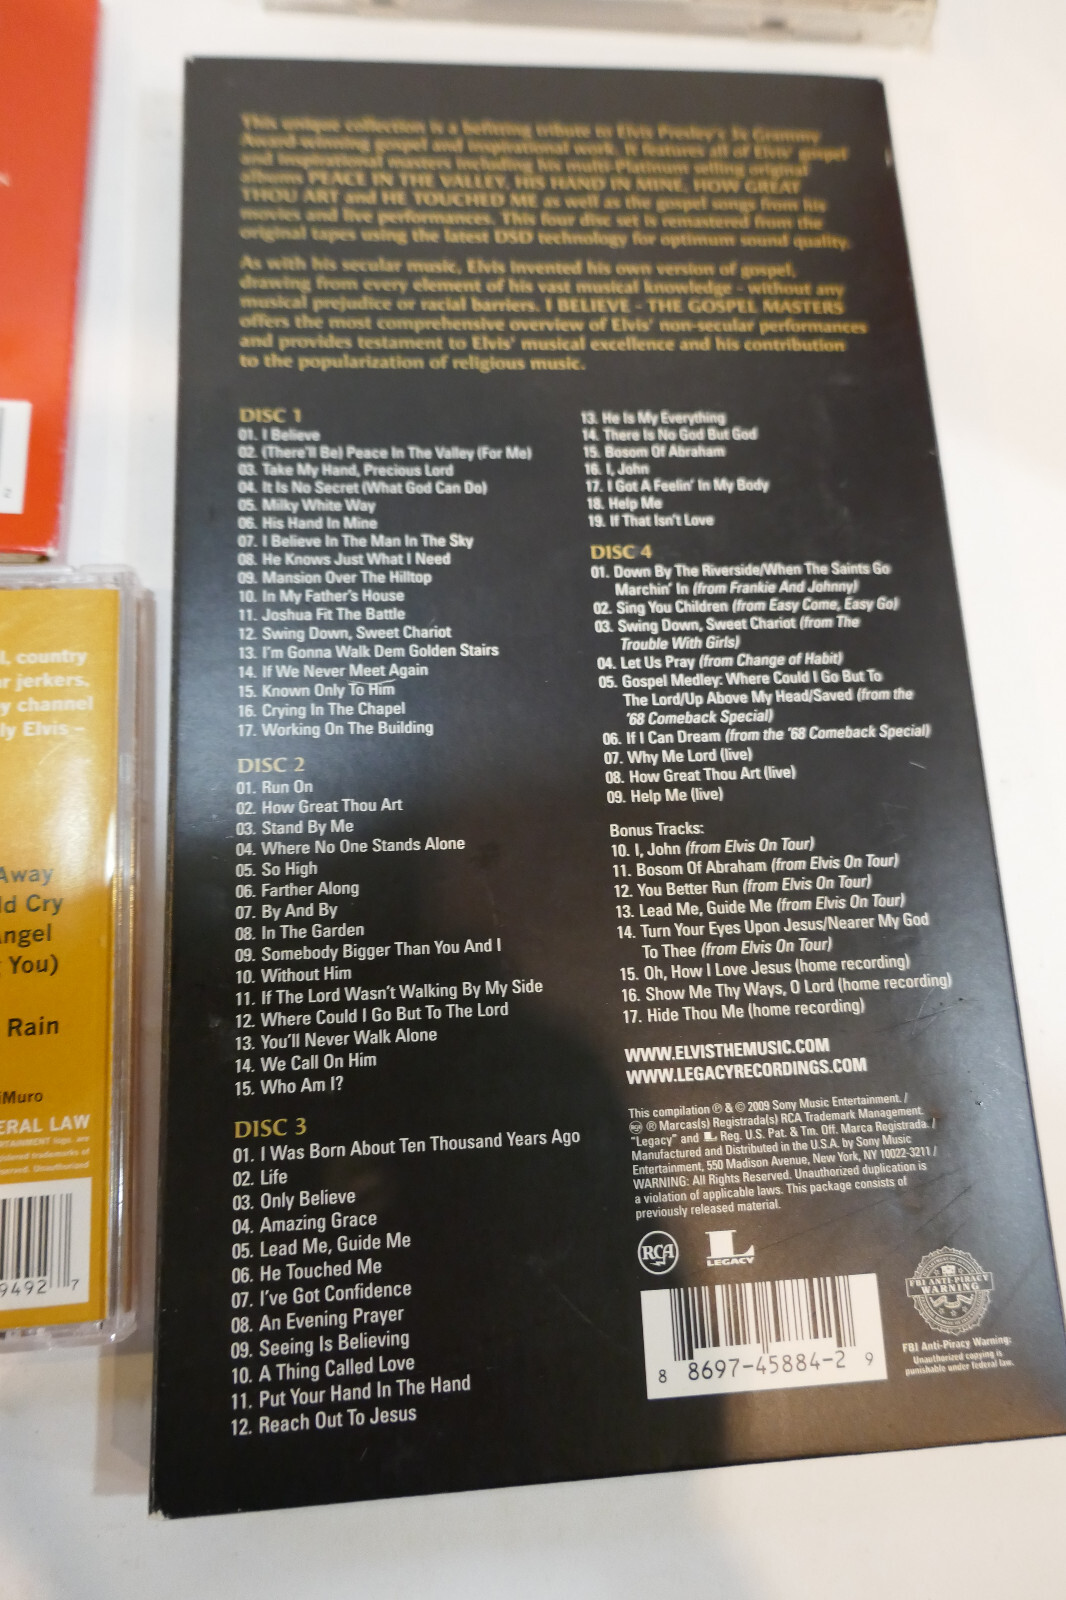 This unique collection is a befitting tribute to Elvis Presley's 3x Grammy
Award-winning gospel and inspirational work. It features all of Elvis' gospel
and inspirational masters including his multi-Platinum selling original
albums PEACE IN THE VALLEY, HIS HAND IN MINE, HOW GREAT
THOU ART and HE TOUCHED ME as well as the gospel songs from his
movies and live performances. This four disc set is remastered from the
original tapes using the latest DSD technology for optimum sound quality.
As with his secular music, Elvis invented his own version of gospel,
drawing from every element of his vast musical knowledge - without any
musical prejudice or racial barriers. I BELIEVE - THE GOSPEL MASTERS
offers the most comprehensive overview of Elvis' non-secular performances
and provides testament to Elvis' musical excellence and his contribution
to the popularization of religious music.
DISC 1
01. I Believe
02. (There'll Be) Peace In The Valley (For Me)
03. Take My Hand, Precious Lord
04. It Is No Secret (What God Can Do)
05. Milky White Way
06. His Hand In Mine
07. I Believe In The Man In The Sky
08. He Knows Just What I Need
09. Mansion Over The Hilltop
10. In My Father's House
11. Joshua Fit The Battle
12. Swing Down, Sweet Chariot
13. I'm Gonna Walk Dem Golden Stairs
14. If We Never Meet Again
15. Known Only To Him
16. Crying In The Chapel
17. Working On The Building
DISC 2
01. Run On
02. How Great Thou Art
03. Stand By Me
04. Where No One Stands Alone
05. So High
06. Farther Along
07. By And By
08. In The Garden
09. Somebody Bigger Than You And I
10. Without Him
11. If The Lord Wasn't Walking By My Side
12. Where Could I Go But To The Lord
13. You'll Never Walk Alone
14. We Call On Him
15. Who Am I?
DISC 3
01. I Was Born About Ten Thousand Years Ago
02. Life
03. Only Believe
04. Amazing Grace
05. Lead Me, Guide Me
06. He Touched Me
07. I've Got Confidence
08. An Evening Prayer
09. Seeing Is Believing
10. A Thing Called Love
11. Put Your Hand In The Hand
12. Reach Out To Jesus
13. He Is My Everything
14. There Is No God But God
15. Bosom Of Abraham
16. I, John
17. I Got A Feelin' In My Body
18. Help Me
19. If That Isn't Love
DISC 4
01. Down By The Riverside/When The Saints Go
Marchin' In (from Frankie And Johnny)
02. Sing You Children (from Easy Come, Easy Go)
03. Swing Down, Sweet Chariot (from The
Trouble With Girls)
04. Let Us Pray (from Change of Habit)
05. Gospel Medley: Where Could I Go But To
The Lord/Up Above My Head/Saved (from the
'68 Comeback Special)
06. If I Can Dream (from the '68 Comeback Special)
07. Why Me Lord (live)
08. How Great Thou Art (live)
09. Help Me (live)
Bonus Tracks:
10. I, John (from Elvis On Tour)
11. Bosom Of Abraham (from Elvis On Tour)
12. You Better Run (from Elvis On Tour)
13. Lead Me, Guide Me (from Elvis On Tour)
14. Turn Your Eyes Upon Jesus/Nearer My God
To Thee (from Elvis On Tour)
15. Oh, How I Love Jesus (home recording)
16. Show Me Thy Ways, O Lord (home recording)
17. Hide Thou Me (home recording)
WWW.ELVISTHEMUSIC.COM
WWW.LEGACYRECORDINGS.COM
This compilation ℗ & © 2009 Sony Music Entertainment. /
® Marcas(s) Registrada(s) RCA Trademark Management.
"Legacy" and L Reg. U.S. Pat. & Tm. Off. Marca Registrada. /
Manufactured and Distributed in the U.S.A. by Sony Music
Entertainment, 550 Madison Avenue, New York, NY 10022-3211 /
WARNING: All Rights Reserved. Unauthorized duplication is
a violation of applicable laws. This package consists of
previously released material.
RCA
L LEGACY
8 8697-45884-2 9
FBI ANTI-PIRACY
WARNING
FBI Anti-Piracy Warning:
Unauthorized copying is
punishable under federal law.
l, country
r jerkers,
y channel
ly Elvis –
Away
ld Cry
Angel
You)
Rain
iMuro
ERAL LAW
RTAINMENT logo, are
trademarks of
Unauthorized
9492 7